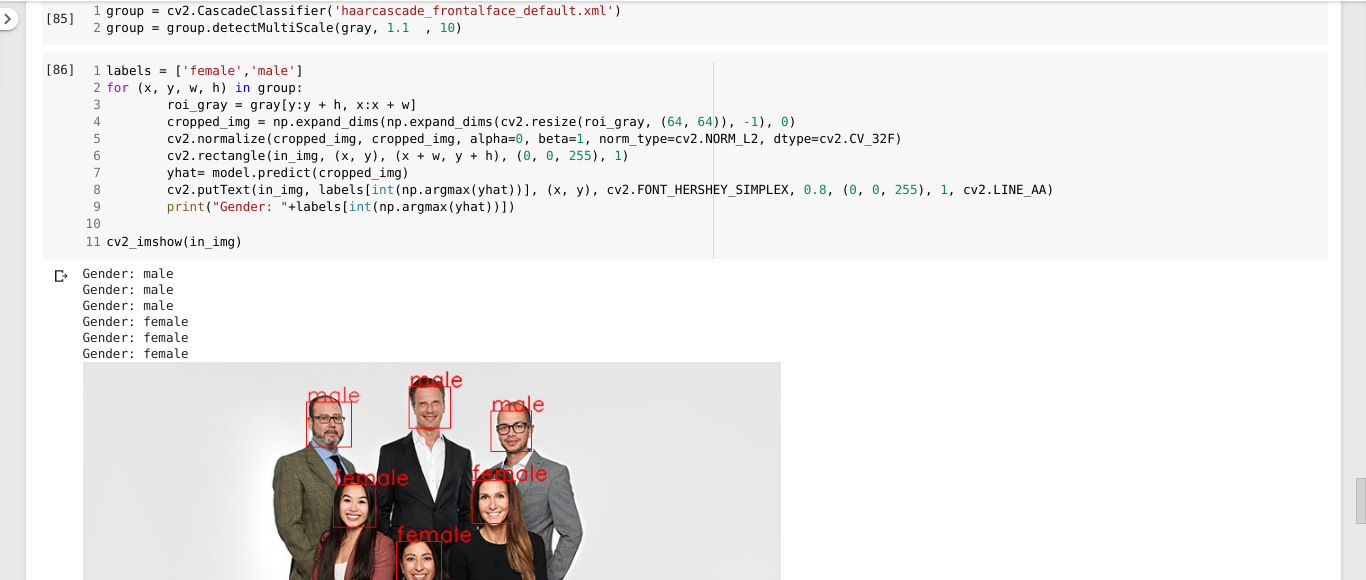 [85]
1 group = cv2.CascadeClassifier('haarcascade_frontalface_default.xml')
2 group = group.detectMultiScale(gray, 1.1  , 10)
[86]
1 labels = ['female','male']
2 for (x, y, w, h) in group:
3         roi_gray = gray[y:y + h, x:x + w]
4         cropped_img = np.expand_dims(np.expand_dims(cv2.resize(roi_gray, (64, 64)), -1), 0)
5         cv2.normalize(cropped_img, cropped_img, alpha=0, beta=1, norm_type=cv2.NORM_L2, dtype=cv2.CV_32F)
6         cv2.rectangle(in_img, (x, y), (x + w, y + h), (0, 0, 255), 1)
7         yhat= model.predict(cropped_img)
8         cv2.putText(in_img, labels[int(np.argmax(yhat))], (x, y), cv2.FONT_HERSHEY_SIMPLEX, 0.8, (0, 0, 255), 1, cv2.LINE_AA)
9         print("Gender: "+labels[int(np.argmax(yhat))])
10
11 cv2_imshow(in_img)
Gender: male
Gender: male
Gender: male
Gender: female
Gender: female
Gender: female
male
male
male
female
female
female